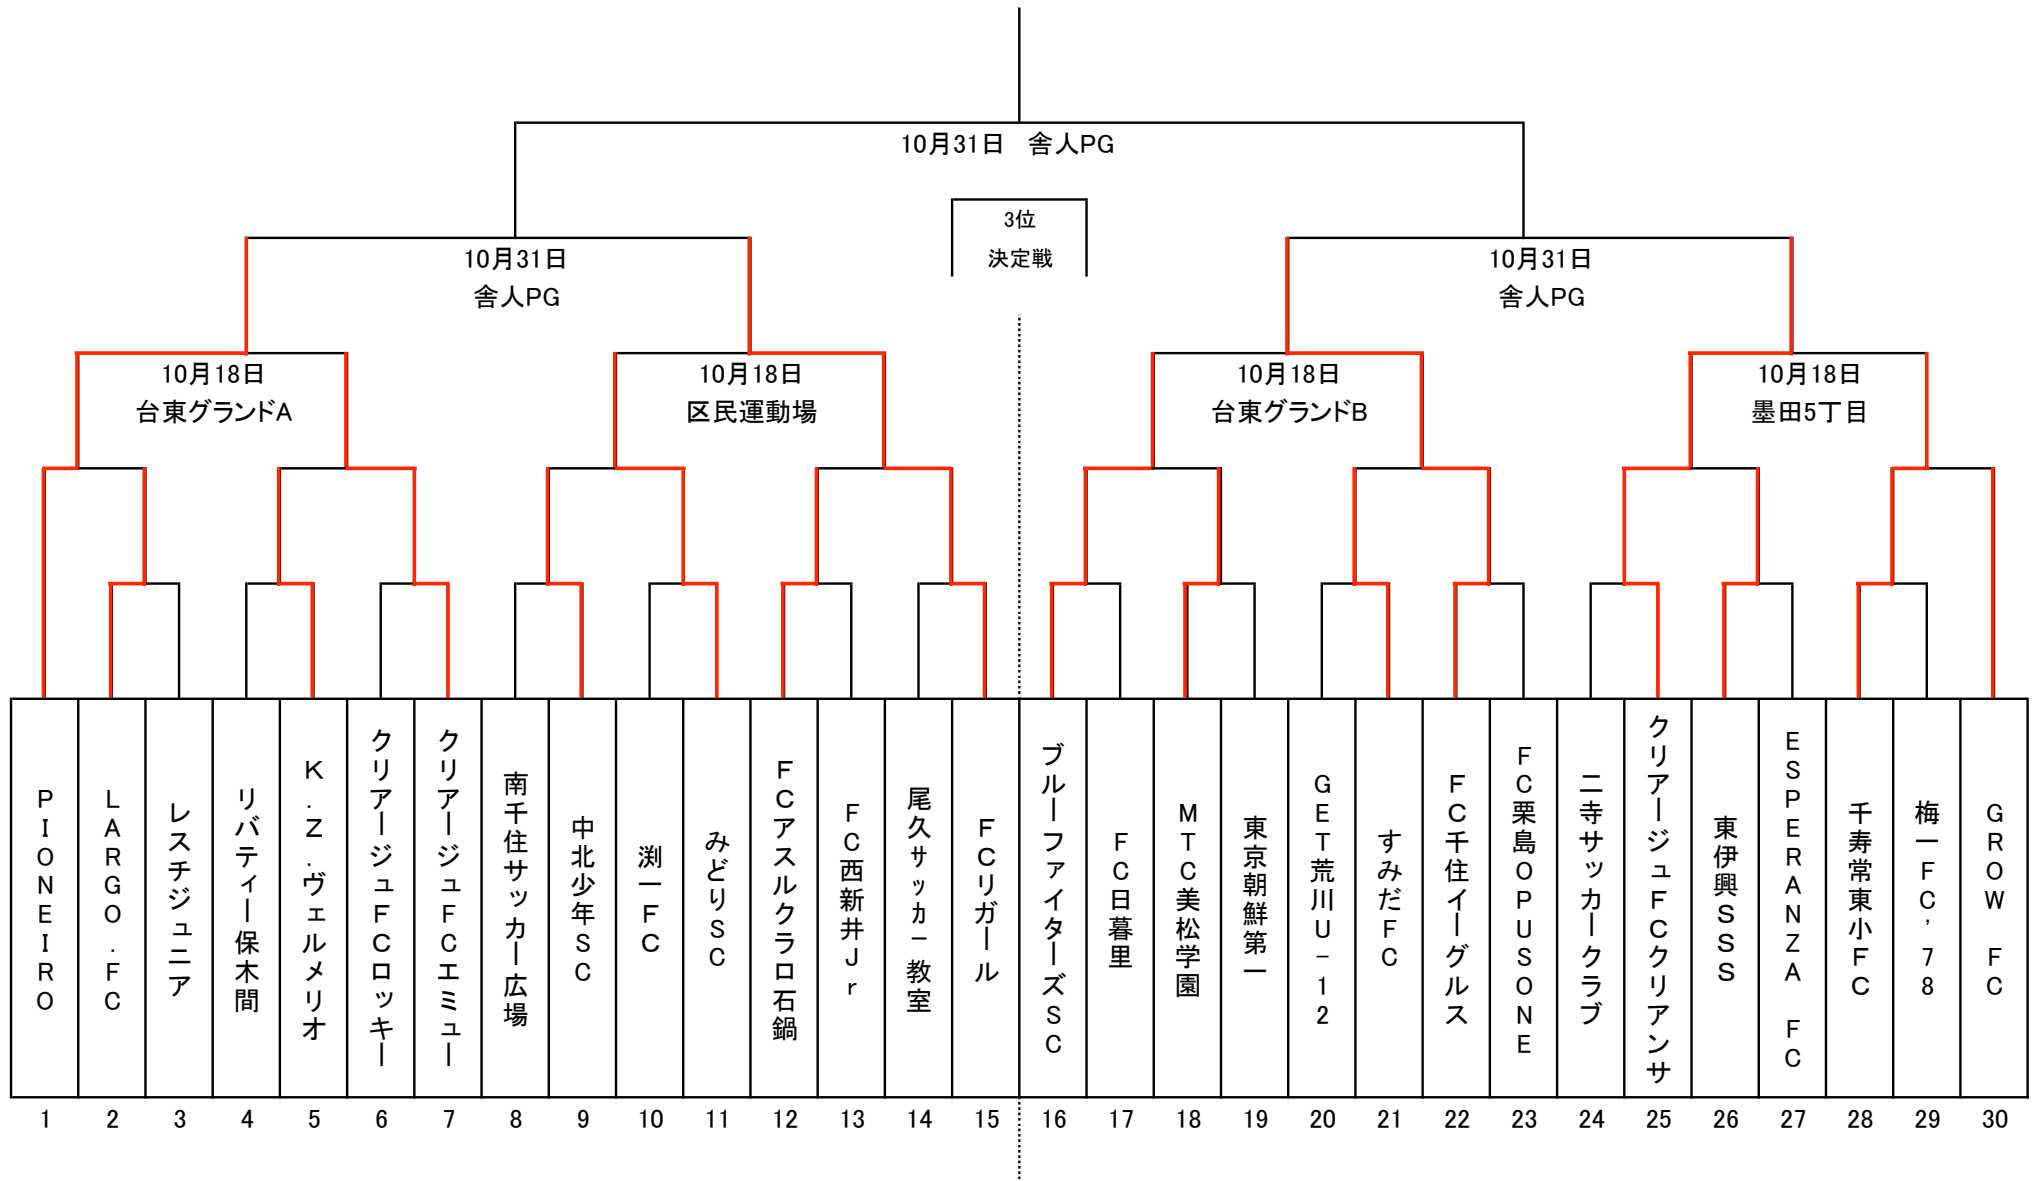 10月31日　舎人PG
3位
決定戦
10月31日
舎人PG
10月31日
舎人PG
10月18日
台東グランドA
10月18日
区民運動場
10月18日
台東グランドB
10月18日
墨田5丁目
PIONEIRO
LARGO.FC
レスチジュニア
リバティー保木間
K.Z.ヴェルメリオ
クリアージュFCロッキー
クリアージュFCエミュー
南千住サッカー広場
中北少年SC
渕一FC
みどりSC
FCアスルクラロ石鍋
FC西新井Jr
尾久サッカー教室
FCリガール
ブルーファイターズSC
FC日暮里
MTC美松学園
東京朝鮮第一
GET荒川U-12
すみだFC
FC千住イーグルス
FC栗島OPUSONE
二寺サッカークラブ
クリアージュFCクリアンサ
東伊興SSS
ESPERANZA FC
千寿常東小FC
梅一FC’78
GROW FC
1 2 3 4 5 6 7 8 9 10 11 12 13 14 15 16 17 18 19 20 21 22 23 24 25 26 27 28 29 30